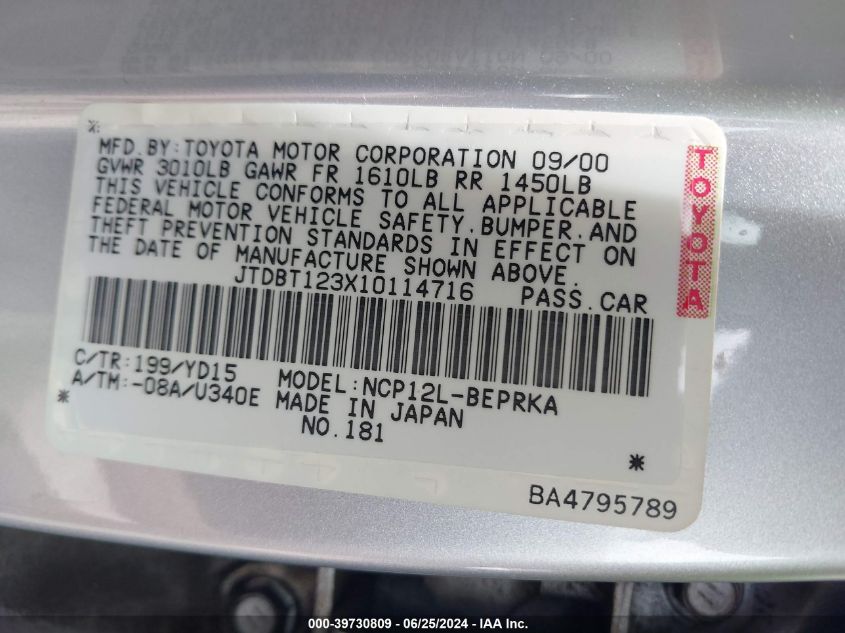 MFD.BY:TOYOTA MOTOR CORPORATION 09/00
GVWR 3010LB GAWR FR 1610LB RR 1450LB
THIS VEHICLE CONFORMS TO ALL APPLICABLE
FEDERAL MOTOR VEHICLE SAFETY,BUMPER,AND
THEFT PREVENTION STANDARDS IN EFFECT ON
THE DATE OF MANUFACTURE SHOWN ABOVE.
JTDBT123X10114716 PASS.CAR
C/TR:199/YD15 MODEL:NCP12L-BEPRKA
A/TM:-08A/U340E MADE IN JAPAN
NO.181
BA4795789
TOYOTA
000-39730809 / 06/25/2024 - IAA Inc.